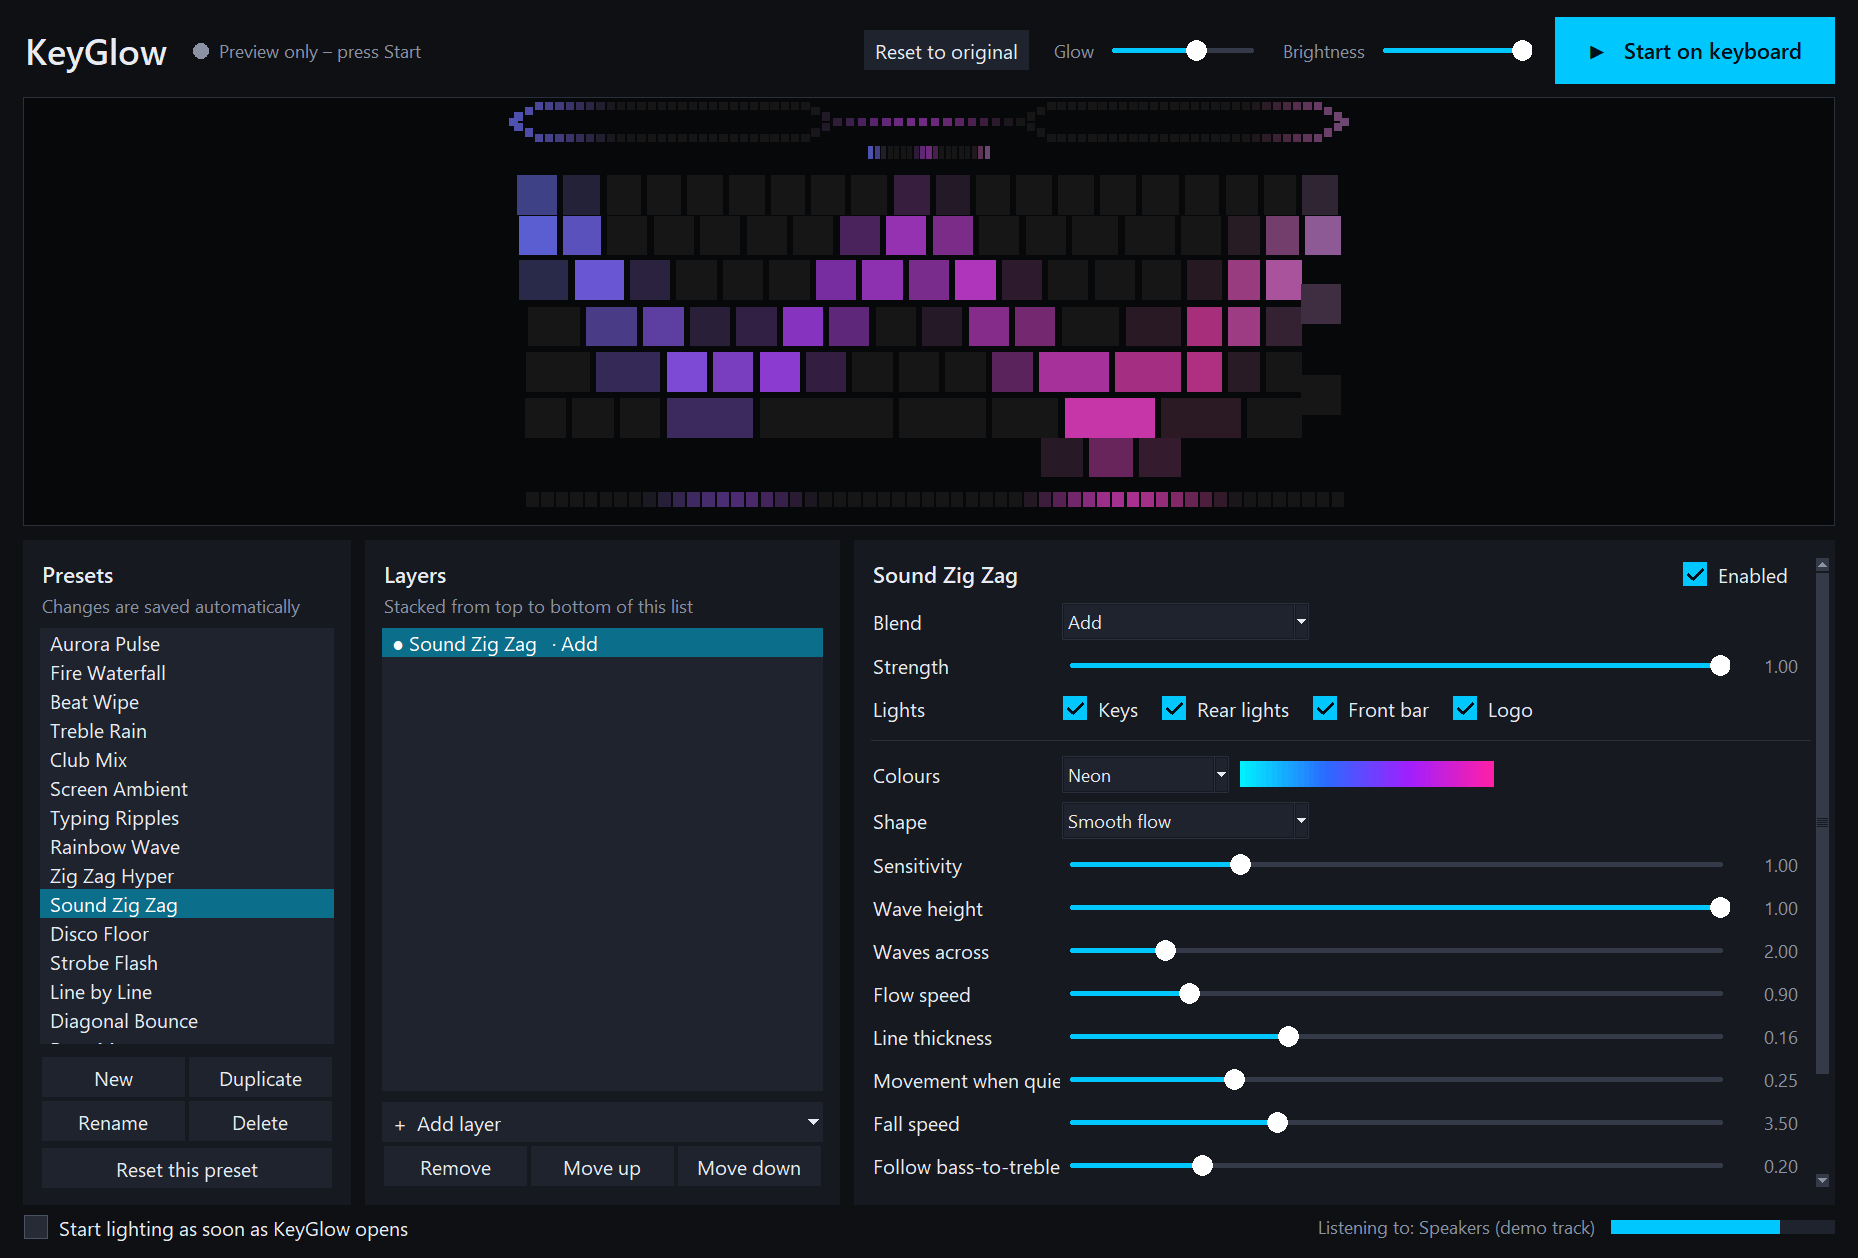 KeyGlow
Preview only – press Start
Reset to original
Glow
Brightness
► Start on keyboard
Presets
Changes are saved automatically
Aurora Pulse
Fire Waterfall
Beat Wipe
Treble Rain
Club Mix
Screen Ambient
Typing Ripples
Rainbow Wave
Zig Zag Hyper
Sound Zig Zag
Disco Floor
Strobe Flash
Line by Line
Diagonal Bounce
New
Duplicate
Rename
Delete
Reset this preset
Layers
Stacked from top to bottom of this list
● Sound Zig Zag · Add
+ Add layer
Remove
Move up
Move down
Sound Zig Zag
Enabled
Blend
Add
Strength
1.00
Lights
Keys
Rear lights
Front bar
Logo
Colours
Neon
Shape
Smooth flow
Sensitivity
1.00
Wave height
1.00
Waves across
2.00
Flow speed
0.90
Line thickness
0.16
Movement when quie
0.25
Fall speed
3.50
Follow bass-to-treble
0.20
Start lighting as soon as KeyGlow opens
Listening to: Speakers (demo track)